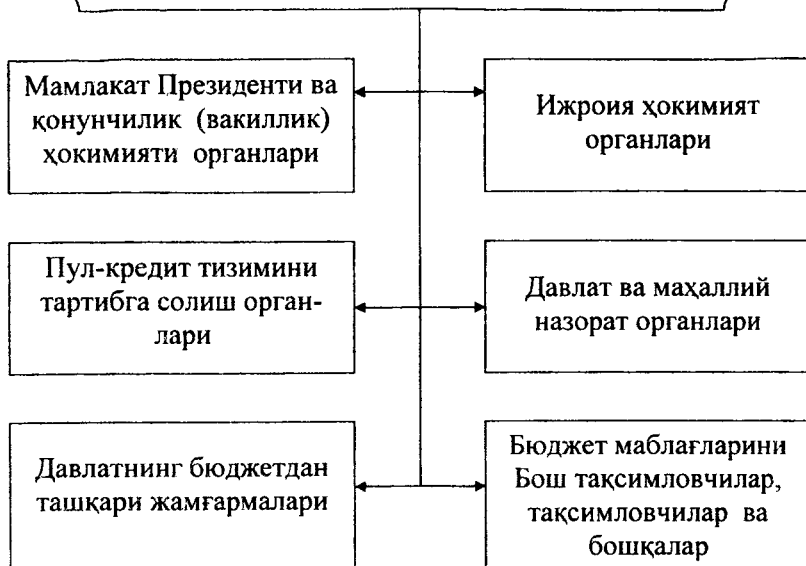 Мамлакат Президенти ва
қонунчилик (вакиллик)
ҳокимияти органлари
Ижроия ҳокимият
органлари
Пул-кредит тизимини
тартибга солиш орган-
лари
Давлат ва маҳаллий
назорат органлари
Давлатнинг бюджетдан
ташқари жамғармалари
Бюджет маблағларини
Бош тақсимловчилар,
тақсимловчилар ва
бошқалар